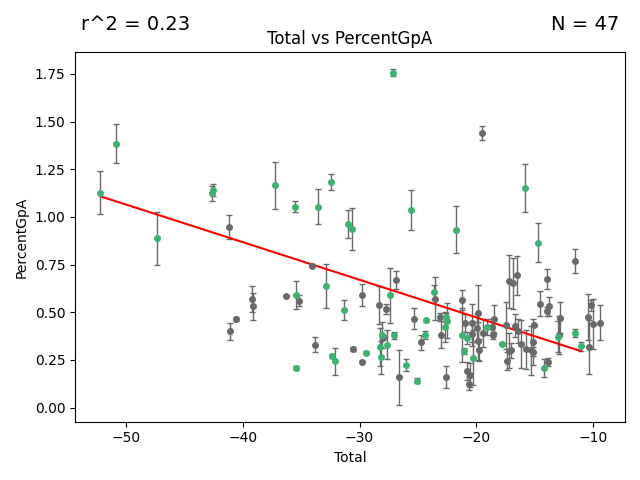 r^2 = 0.23
N = 47
Total vs PercentGpA
PercentGpA
1.75
1.50
1.25
1.00
0.75
0.50
0.25
0.00
−50
−40
−30
−20
−10
Total